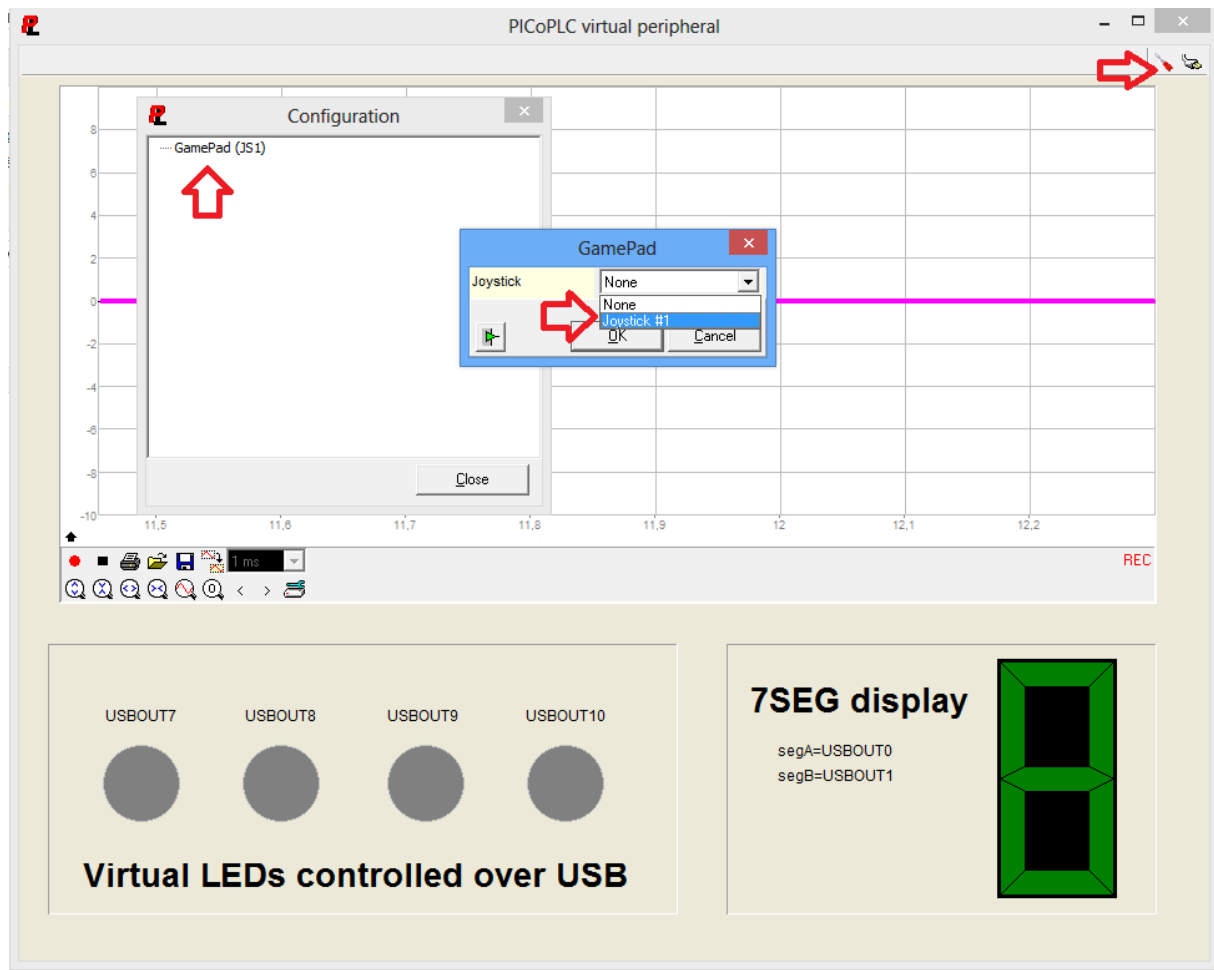 PICoPLC virtual peripheral
Configuration
GamePad (JS1)
GamePad
Joystick
None
None
Joystick #1
OK
Cancel
Close
8
6
4
2
0
-2
-4
-6
-8
-10
11,5
11,6
11,7
11,8
11,9
12
12,1
12,2
1 ms
REC
USBOUT7
USBOUT8
USBOUT9
USBOUT10
Virtual LEDs controlled over USB
7SEG display
segA=USBOUT0
segB=USBOUT1